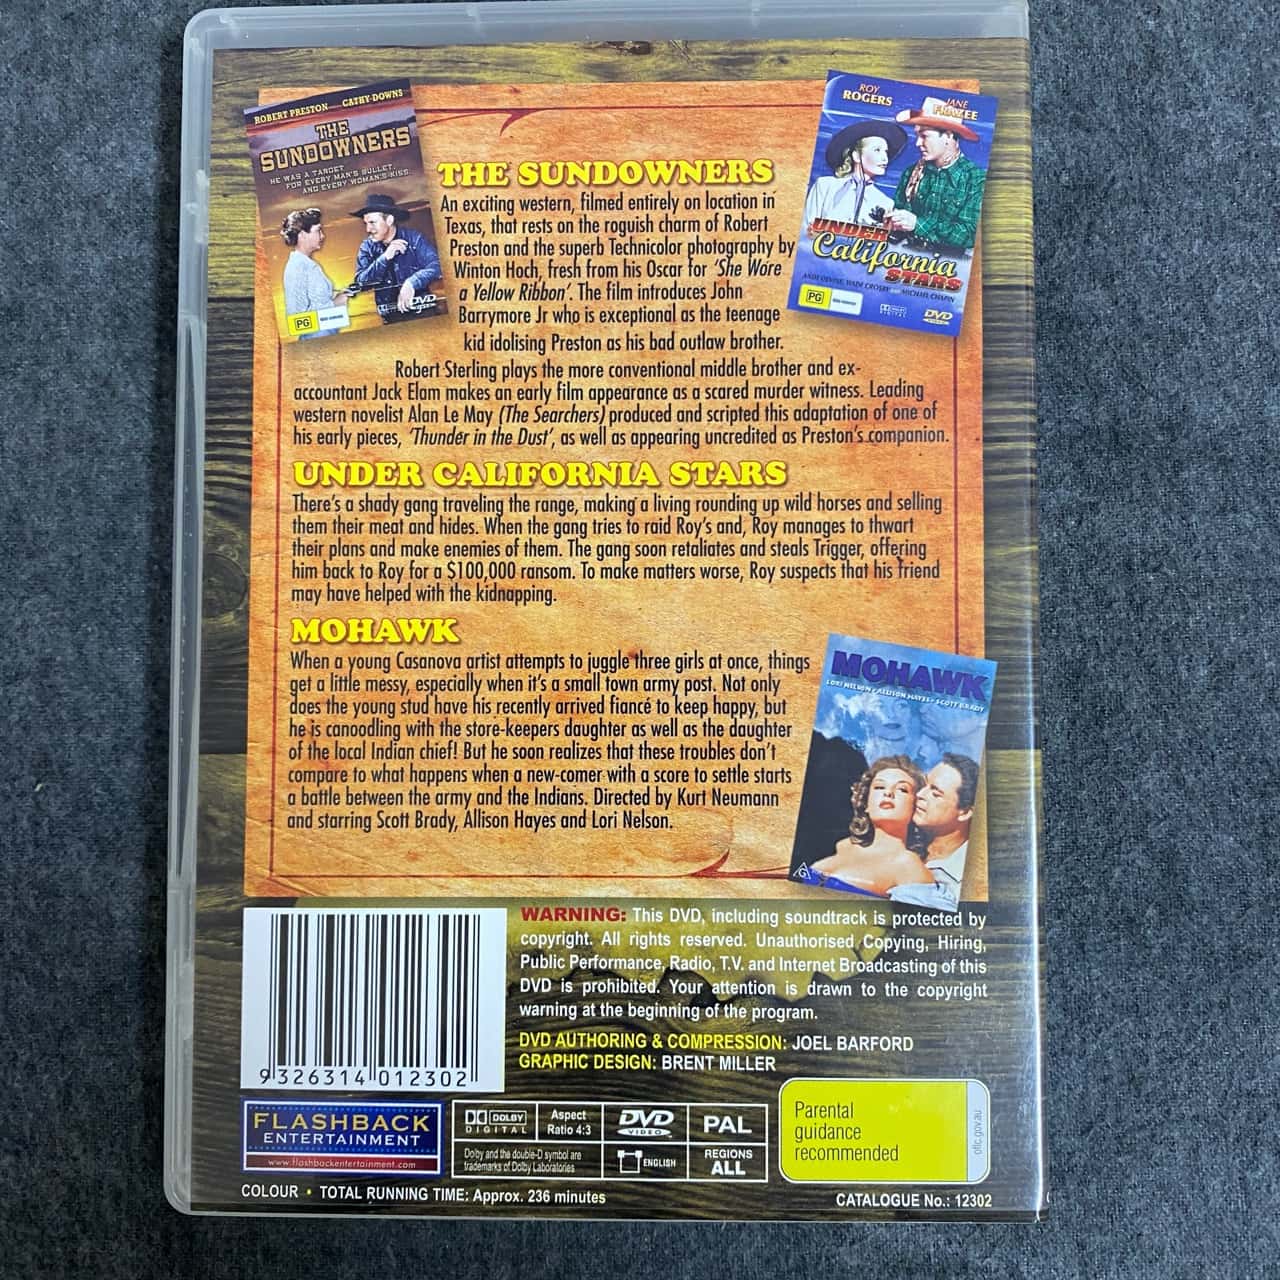 ROBERT PRESTON CATHY DOWNS
THE
SUNDOWNERS
HE WAS A TARGET
FOR EVERY MAN'S BULLET
AND EVERY WOMAN'S KISS.
PG
DVD
ROY
ROGERS
JANE
FRAZEE
UNDER
California
STARS
ANDY DEVINE, WADE CROSBY AND MICHAEL CHAPIN
PG
DVD
THE SUNDOWNERS
An exciting western, filmed entirely on location in
Texas, that rests on the roguish charm of Robert
Preston and the superb Technicolor photography by
Winton Hoch, fresh from his Oscar for 'She Wore
a Yellow Ribbon'. The film introduces John
Barrymore Jr who is exceptional as the teenage
kid idolising Preston as his bad outlaw brother.
Robert Sterling plays the more conventional middle brother and ex-
accountant Jack Elam makes an early film appearance as a scared murder witness. Leading
western novelist Alan Le May (The Searchers) produced and scripted this adaptation of one of
his early pieces, 'Thunder in the Dust', as well as appearing uncredited as Preston's companion.
UNDER CALIFORNIA STARS
There's a shady gang traveling the range, making a living rounding up wild horses and selling
them their meat and hides. When the gang tries to raid Roy's and, Roy manages to thwart
their plans and make enemies of them. The gang soon retaliates and steals Trigger, offering
him back to Roy for a $100,000 ransom. To make matters worse, Roy suspects that his friend
may have helped with the kidnapping.
MOHAWK
When a young Casanova artist attempts to juggle three girls at once, things
get a little messy, especially when it's a small town army post. Not only
does the young stud have his recently arrived fiancé to keep happy, but
he is canoodling with the store-keepers daughter as well as the daughter
of the local Indian chief! But he soon realizes that these troubles don't
compare to what happens when a new-comer with a score to settle starts
a battle between the army and the Indians. Directed by Kurt Neumann
and starring Scott Brady, Allison Hayes and Lori Nelson.
MOHAWK
LORI NELSON • ALLISON HAYES • SCOTT BRADY
G
WARNING: This DVD, including soundtrack is protected by
copyright. All rights reserved. Unauthorised Copying, Hiring,
Public Performance, Radio, T.V. and Internet Broadcasting of this
DVD is prohibited. Your attention is drawn to the copyright
warning at the beginning of the program.
DVD AUTHORING & COMPRESSION: JOEL BARFORD
GRAPHIC DESIGN: BRENT MILLER
9 326314 012302
FLASHBACK
ENTERTAINMENT
www.flashbackentertainment.com
DOLBY
DIGITAL
Dolby and the double-D symbol are
trademarks of Dolby Laboratories
Aspect
Ratio 4:3
DVD
VIDEO
ENGLISH
PAL
REGIONS
ALL
Parental
guidance
recommended
oflc.gov.au
COLOUR • TOTAL RUNNING TIME: Approx. 236 minutes
CATALOGUE No.: 12302